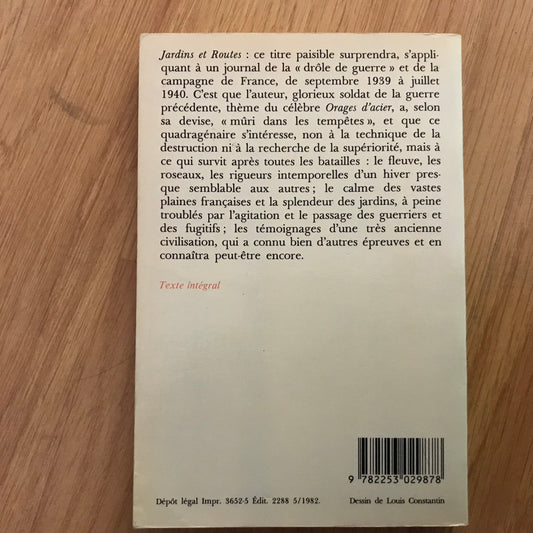 Jardins et Routes : ce titre paisible surprendra, s'appli-
quant à un journal de la « drôle de guerre » et de la
campagne de France, de septembre 1939 à juillet
1940. C'est que l'auteur, glorieux soldat de la guerre
précédente, thème du célèbre Orages d'acier, a, selon
sa devise, « mûri dans les tempêtes », et que ce
quadragénaire s'intéresse, non à la technique de la
destruction ni à la recherche de la supériorité, mais à
ce qui survit après toutes les batailles : le fleuve, les
roseaux, les rigueurs intemporelles d'un hiver pres-
que semblable aux autres ; le calme des vastes
plaines françaises et la splendeur des jardins, à peine
troublés par l'agitation et le passage des guerriers et
des fugitifs ; les témoignages d'une très ancienne
civilisation, qui a connu bien d'autres épreuves et en
connaîtra peut-être encore.
Texte intégral
9 782253 029878
Dépôt légal Impr. 3652-5 Édit. 2288 5/1982.
Dessin de Louis Constantin